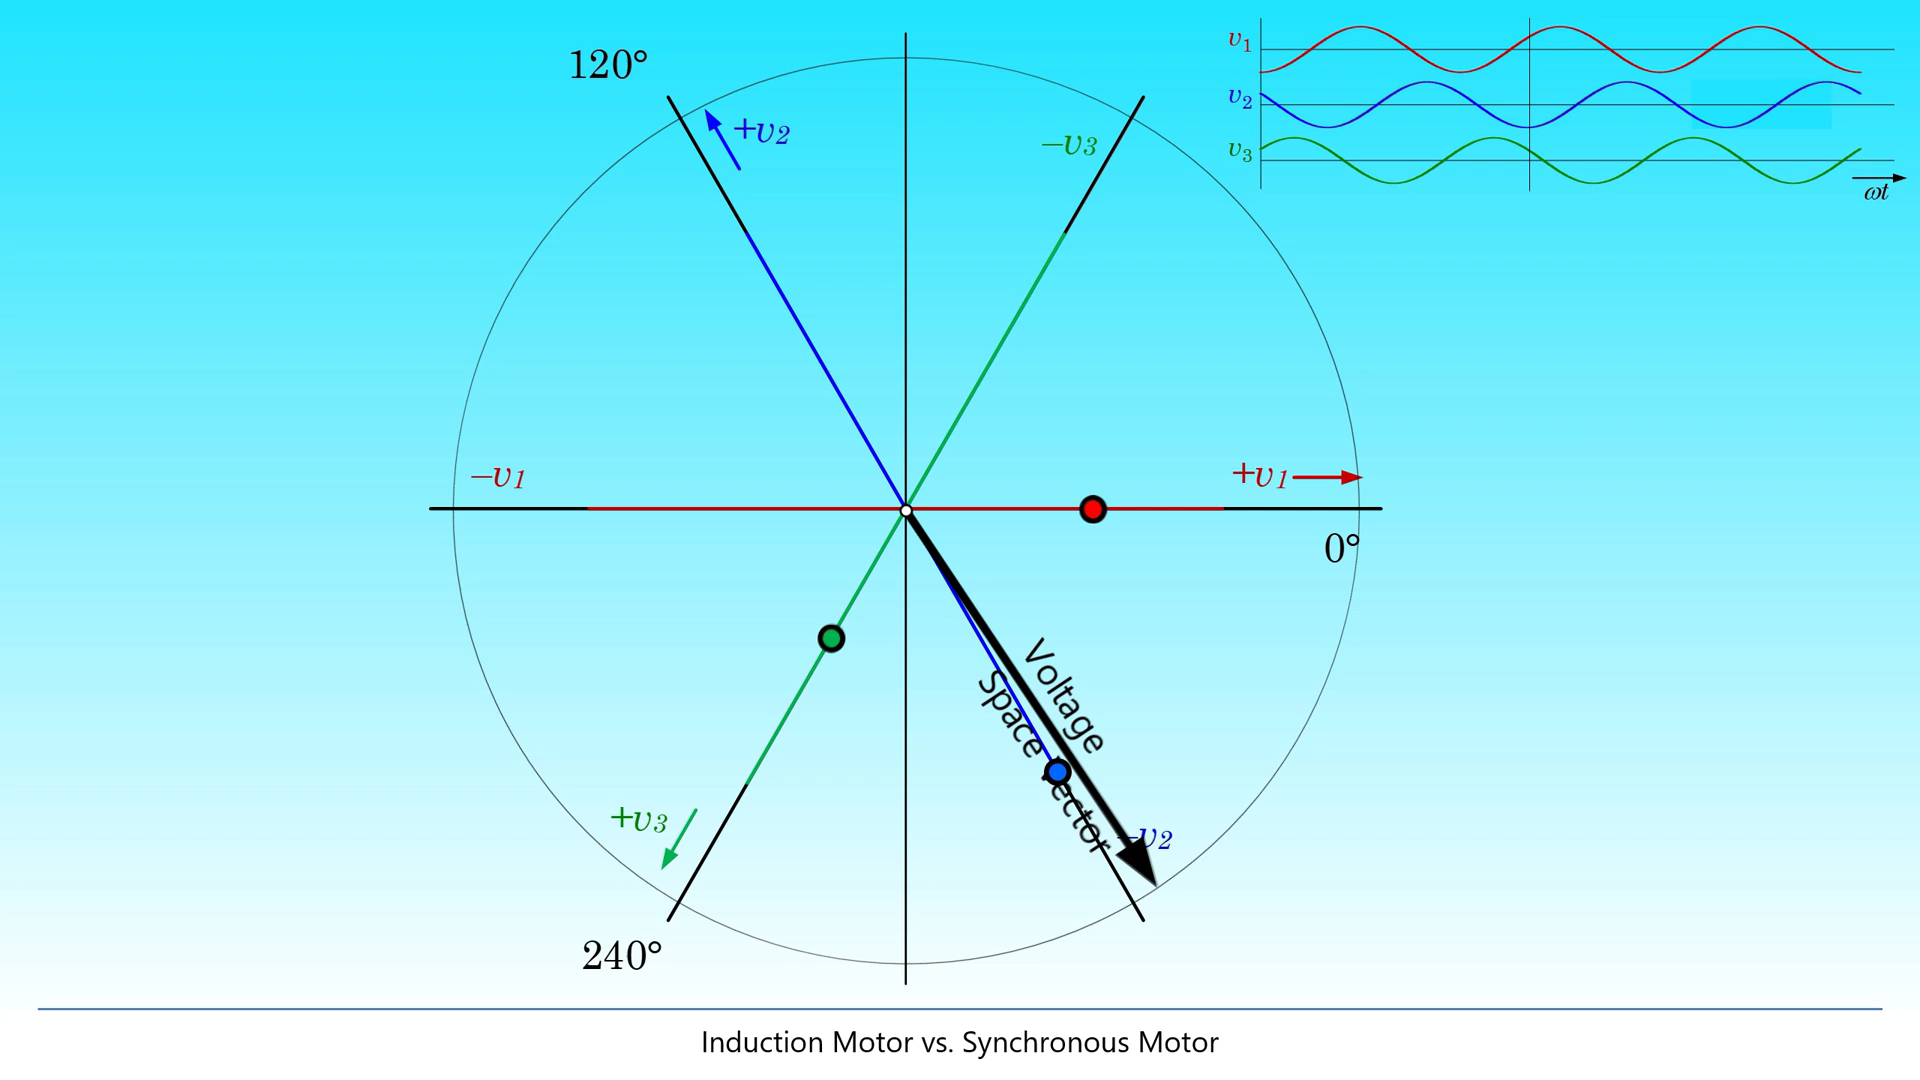 120°
+v2
–v3
v1
v2
v3
ωt
–v1
+v1
0°
Voltage
Space Vector
+v3
–v2
240°
Induction Motor vs. Synchronous Motor